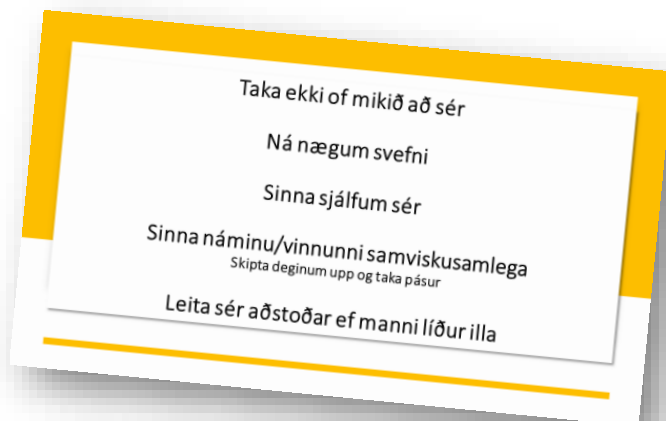 Taka ekki of mikið að sér
Ná nægum svefni
Sinna sjálfum sér
Sinna náminu/vinnunni samviskusamlega
Skipta deginum upp og taka pásur
Leita sér aðstoðar ef manni líður illa